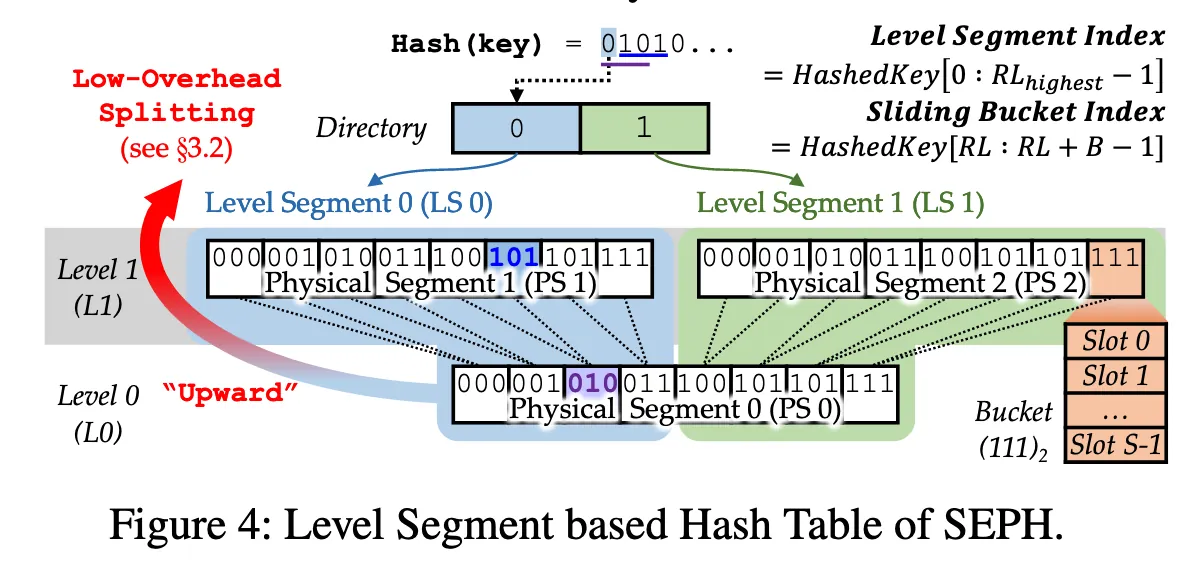 Hash(key) = 01010...
Level Segment Index
= HashedKey[0 : RLhighest − 1]
Sliding Bucket Index
= HashedKey[RL : RL + B − 1]
Low-Overhead
Splitting
(see §3.2)
Directory 0 1
Level Segment 0 (LS 0)
Level Segment 1 (LS 1)
Level 1
(L1)
000 001 010 011 100 101 101 111
Physical Segment 1 (PS 1)
000 001 010 011 100 101 101 111
Physical Segment 2 (PS 2)
Level 0
(L0)
"Upward"
000 001 010 011 100 101 101 111
Physical Segment 0 (PS 0)
Bucket
(111)₂
Slot 0
Slot 1
...
Slot S-1
Figure 4: Level Segment based Hash Table of SEPH.